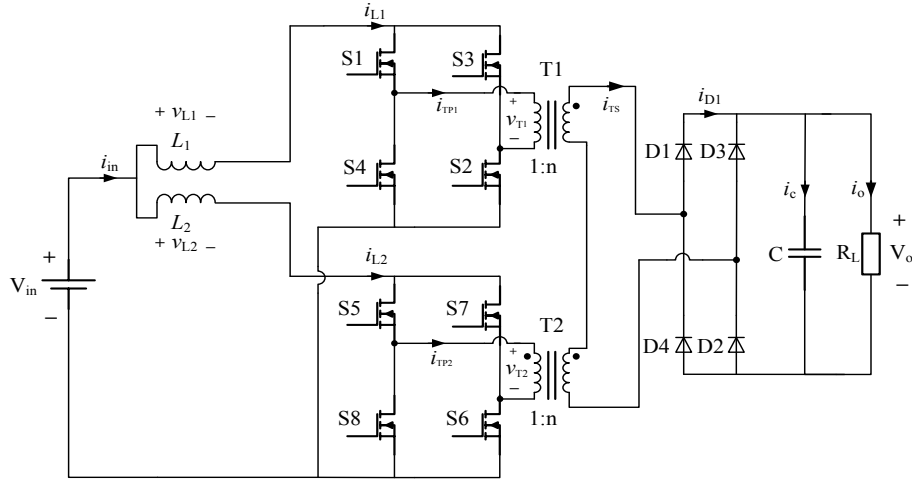 i_L1
S1
S3
T1
i_TP1
+
v_T1
−
i_TS
i_D1
+ v_L1 −
L_1
i_in
S4
S2
1:n
D1
D3
i_c
i_o
L_2
+ v_L2 −
+
V_in
−
C
R_L
+
V_o
−
i_L2
S5
S7
T2
i_TP2
+
v_T2
−
D4
D2
S8
S6
1:n